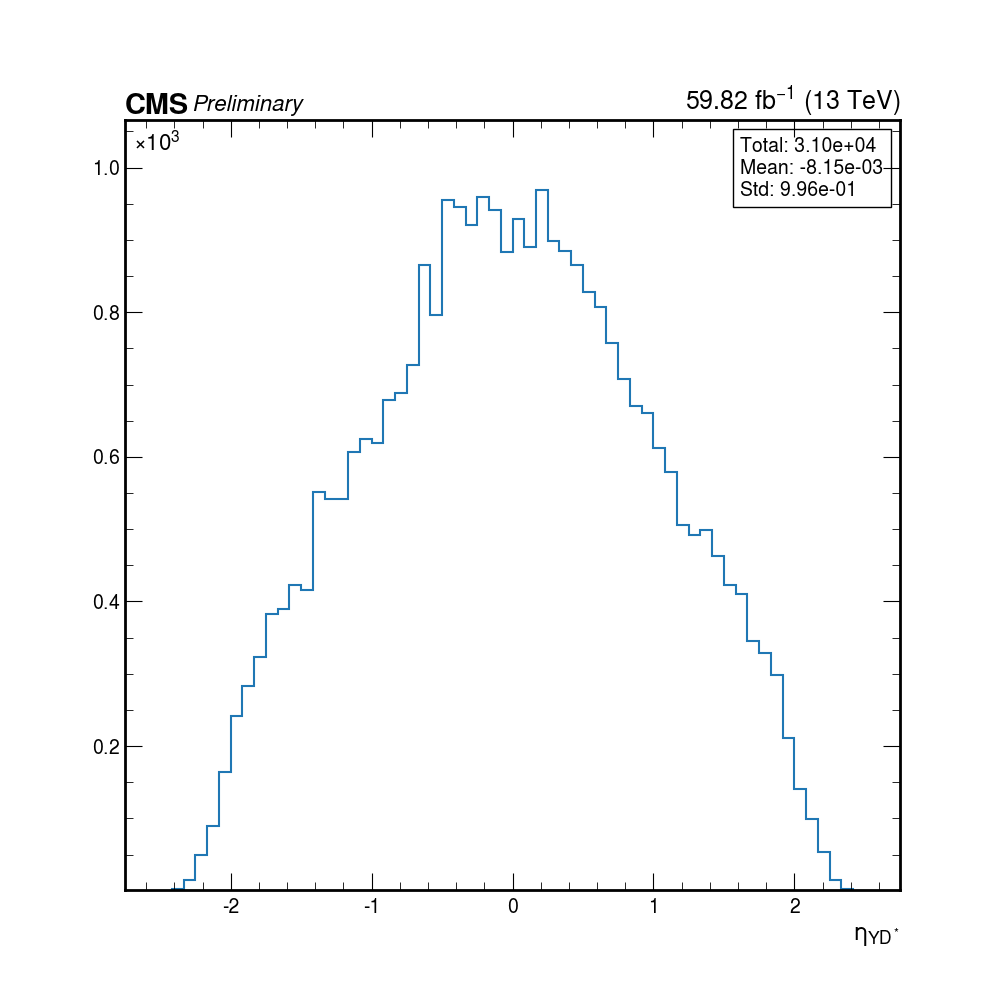 CMS Preliminary 59.82 fb⁻¹ (13 TeV)
×10³
Total: 3.10e+04
Mean: -8.15e-03
Std: 9.96e-01
1.0
0.8
0.6
0.4
0.2
-2 -1 0 1 2
ηYD*